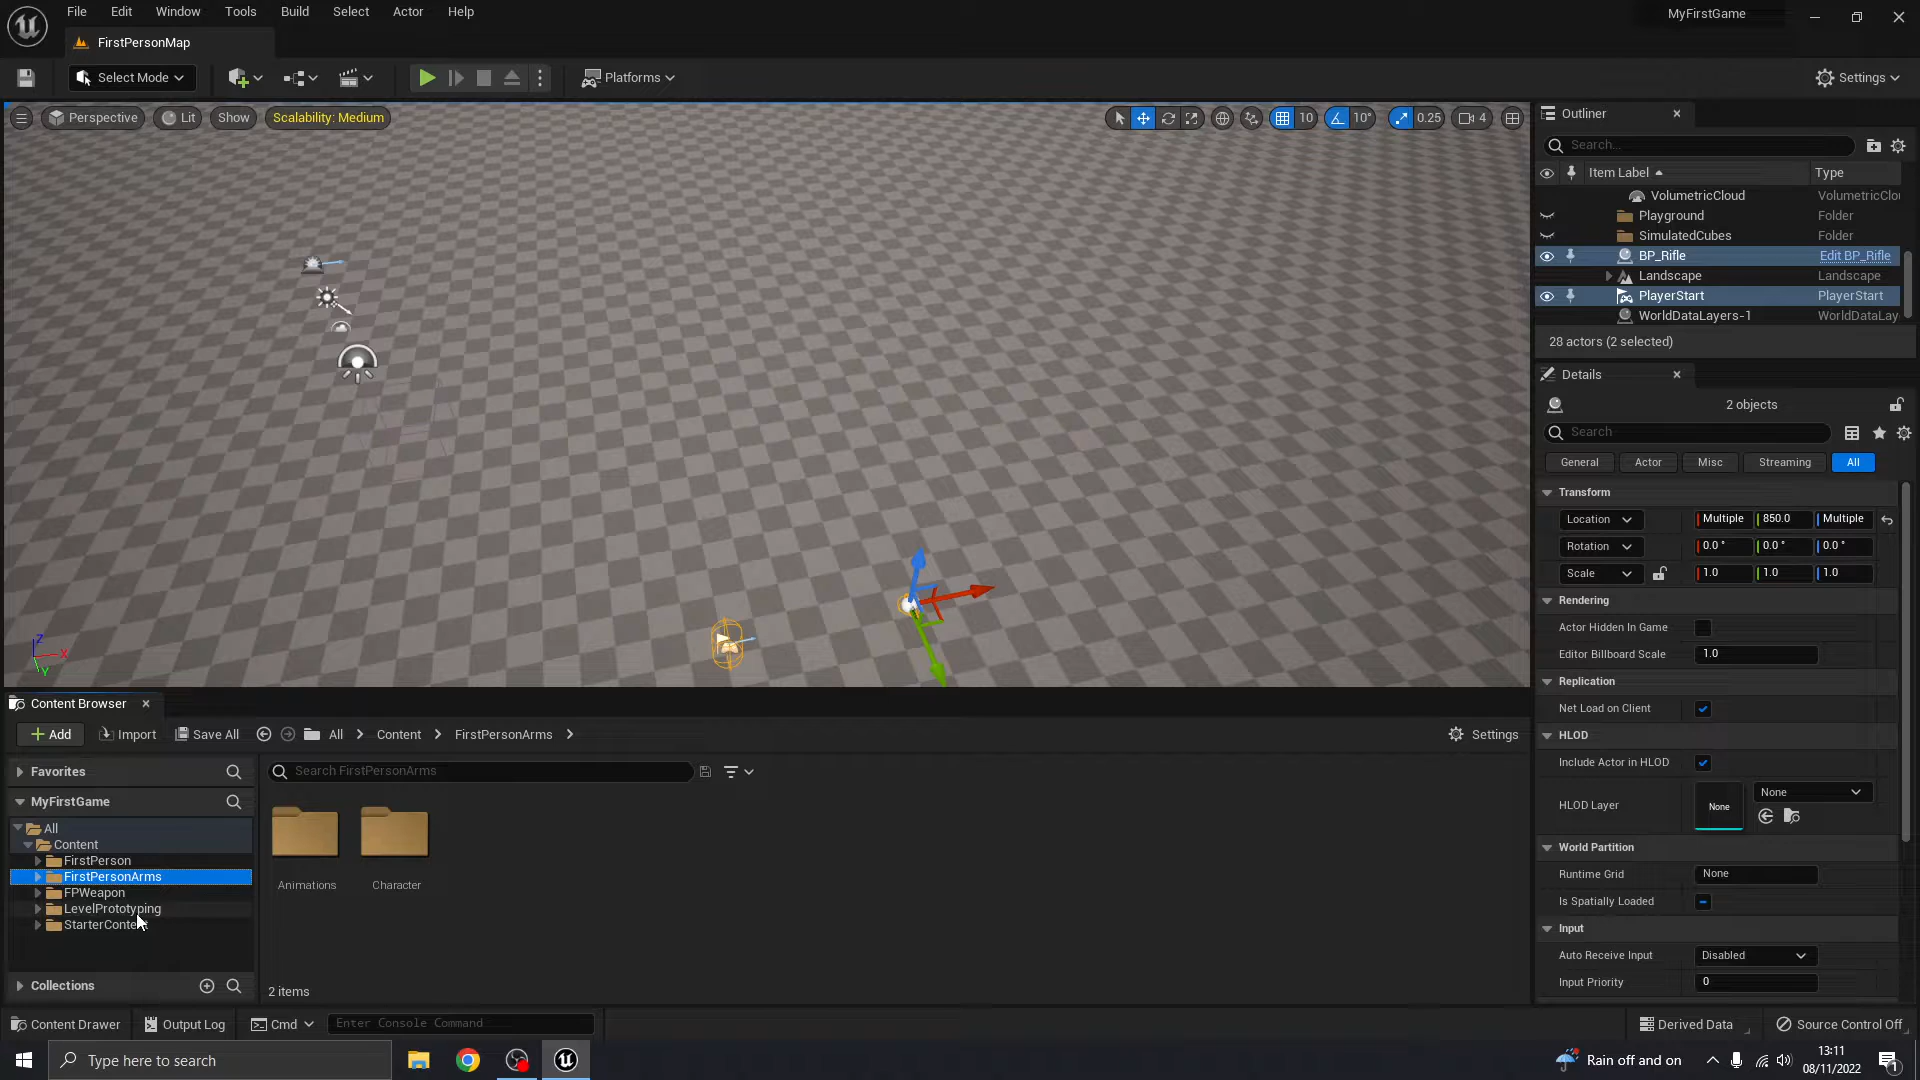 File Edit Window Tools Build Select Actor Help
MyFirstGame
FirstPersonMap
Select Mode
Platforms
Settings
Perspective Lit Show Scalability: Medium
10 10° 0.25 4
Outliner
Search...
Item Label Type
VolumetricCloud VolumetricClou
Playground Folder
SimulatedCubes Folder
BP_Rifle Edit BP_Rifle
Landscape Landscape
PlayerStart PlayerStart
WorldDataLayers-1 WorldDataLay
28 actors (2 selected)
Details
2 objects
Search
General Actor Misc Streaming All
Transform
Location Multiple 850.0 Multiple
Rotation 0.0 ° 0.0 ° 0.0 °
Scale 1.0 1.0 1.0
Rendering
Actor Hidden In Game
Editor Billboard Scale 1.0
Replication
Net Load on Client
HLOD
Include Actor in HLOD
HLOD Layer None None
World Partition
Runtime Grid None
Is Spatially Loaded
Input
Auto Receive Input Disabled
Input Priority 0
Z
X
Y
Content Browser
Add Import Save All All Content FirstPersonArms Settings
Favorites
Search FirstPersonArms
MyFirstGame
All
Content
FirstPerson
FirstPersonArms
FPWeapon
LevelPrototyping
StarterContent
Animations Character
Collections
2 items
Content Drawer Output Log Cmd Enter Console Command Derived Data Source Control Off
Type here to search
Rain off and on
13:11
08/11/2022
1